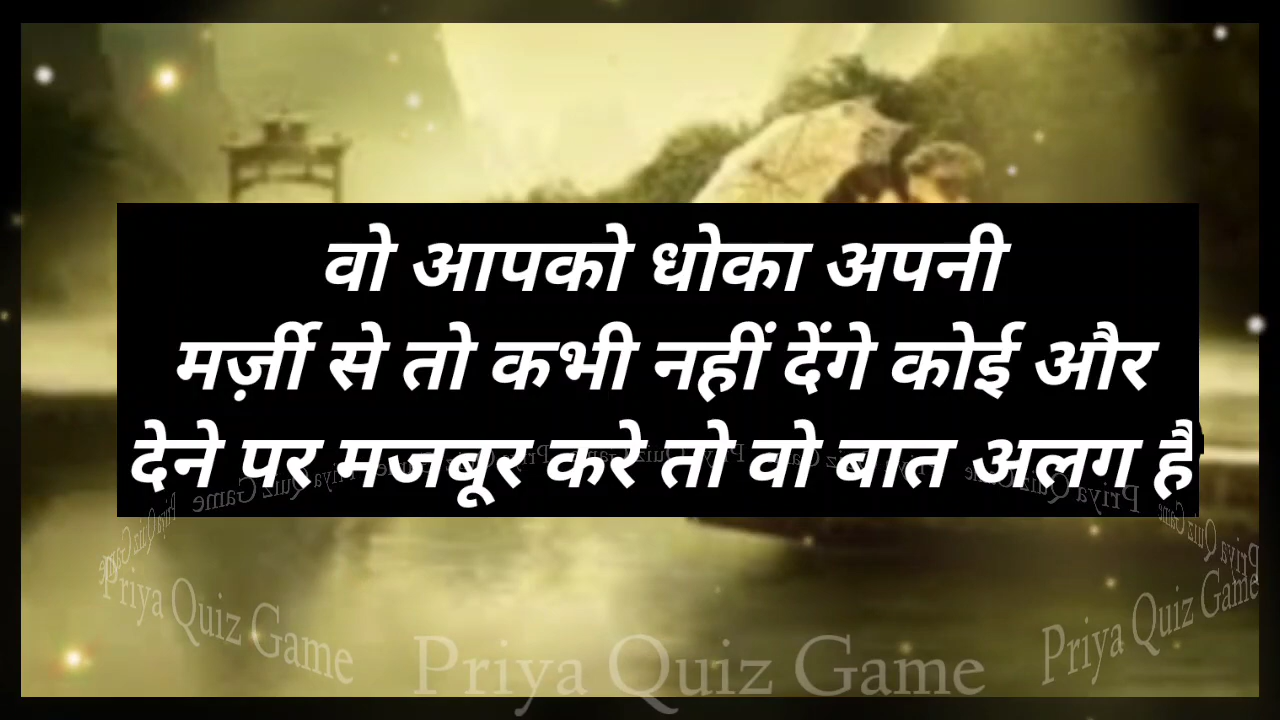 वो आपको धोका अपनी
मर्ज़ी से तो कभी नहीं देंगे कोई और
देने पर मजबूर करे तो वो बात अलग है
Priya Quiz Game
Priya Quiz Game
Priya Quiz Game